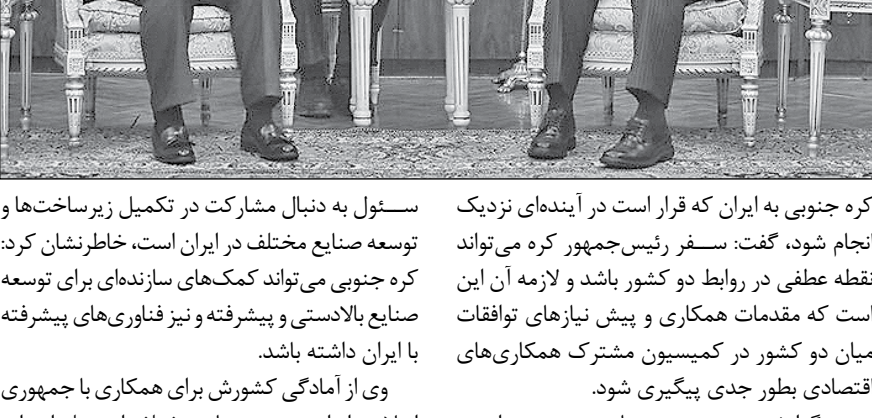 کره جنوبی به ایران که قرار است در آینده‌ای نزدیک
انجام شود، گفت: ســفر رئیس‌جمهور کره می‌تواند
نقطه عطفی در روابط دو کشور باشد و لازمه آن این
است که مقدمات همکاری و پیش نیازهای توافقات
میان دو کشور در کمیسیون مشترک همکاری‌های
اقتصادی بطور جدی پیگیری شود.
ســئول به دنبال مشارکت در تکمیل زیرساخت‌ها و
توسعه صنایع مختلف در ایران است، خاطرنشان کرد:
کره جنوبی می‌تواند کمک‌های سازنده‌ای برای توسعه
صنایع بالادستی و پیشرفته و نیز فناوری‌های پیشرفته
با ایران داشته باشد.
وی از آمادگی کشورش برای همکاری با جمهوری